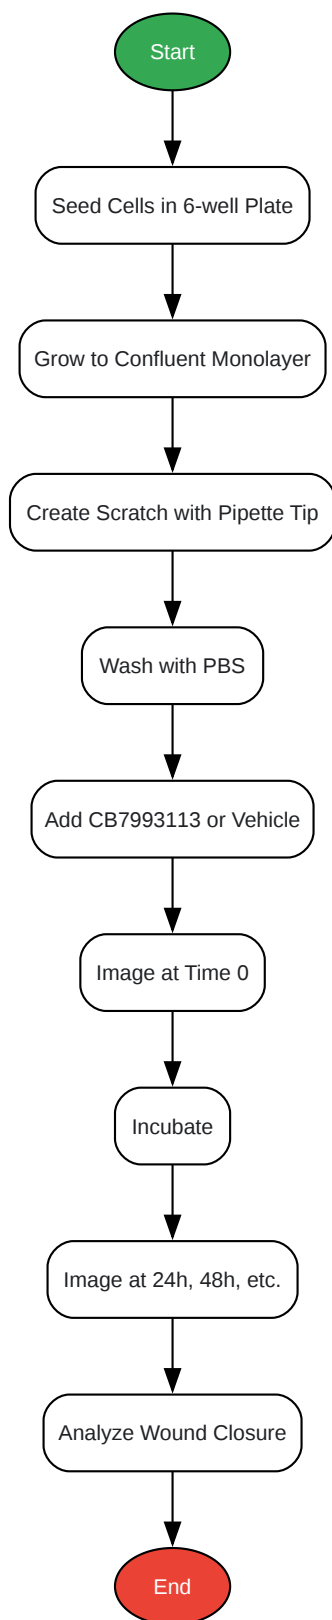 Start
Seed Cells in 6-well Plate
Grow to Confluent Monolayer
Create Scratch with Pipette Tip
Wash with PBS
Add CB7993113 or Vehicle
Image at Time 0
Incubate
Image at 24h, 48h, etc.
Analyze Wound Closure
End